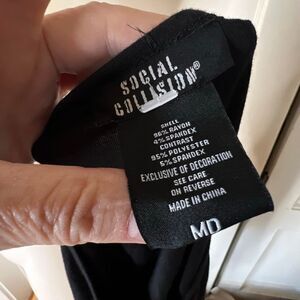 SOCIAL
COLLISION®
SHELL
96% RAYON
4% SPANDEX
CONTRAST
95% POLYESTER
5% SPANDEX
EXCLUSIVE OF DECORATION
SEE CARE
ON REVERSE
MADE IN CHINA
MD